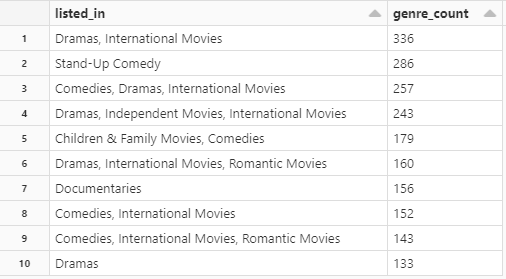 listed_in genre_count
1 Dramas, International Movies 336
2 Stand-Up Comedy 286
3 Comedies, Dramas, International Movies 257
4 Dramas, Independent Movies, International Movies 243
5 Children & Family Movies, Comedies 179
6 Dramas, International Movies, Romantic Movies 160
7 Documentaries 156
8 Comedies, International Movies 152
9 Comedies, International Movies, Romantic Movies 143
10 Dramas 133